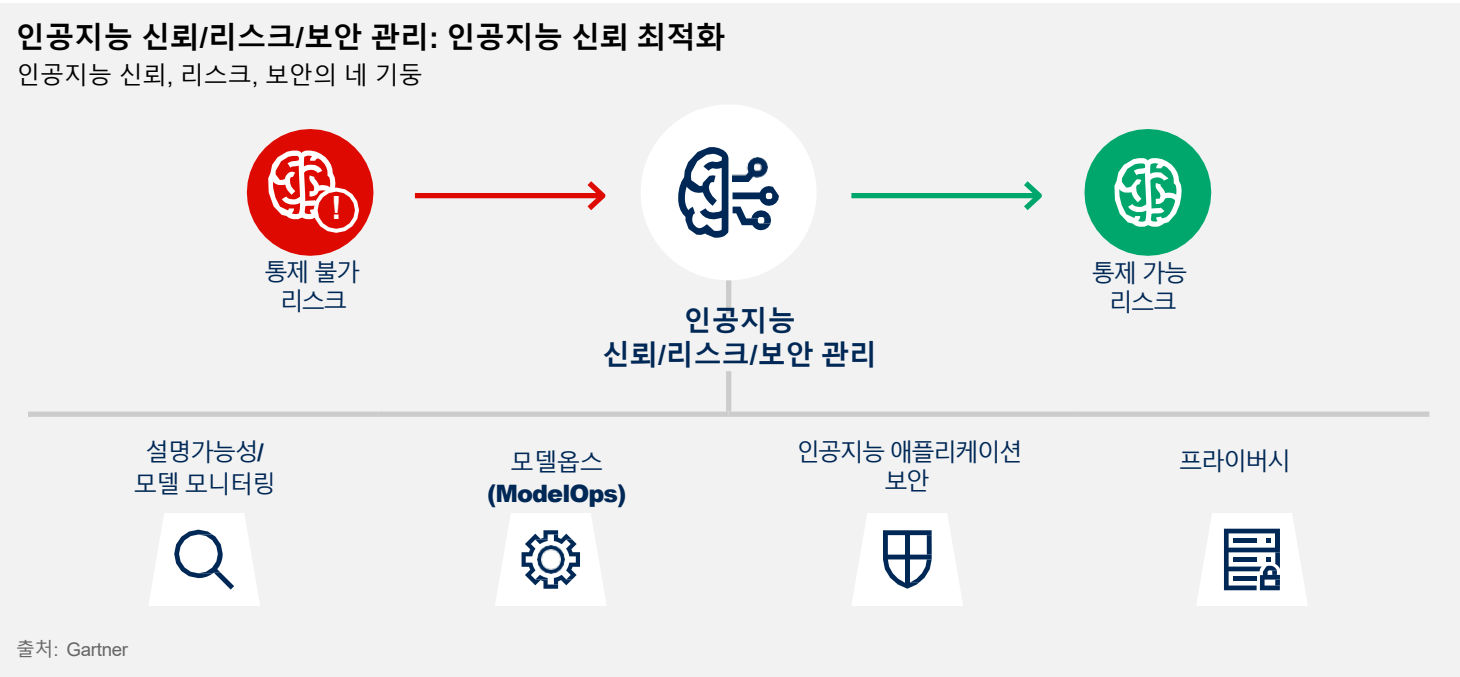 인공지능 신뢰/리스크/보안 관리: 인공지능 신뢰 최적화
인공지능 신뢰, 리스크, 보안의 네 기둥
!
통제 불가
리스크
인공지능
신뢰/리스크/보안 관리
통제 가능
리스크
설명가능성/
모델 모니터링
모델옵스
(ModelOps)
인공지능 애플리케이션
보안
프라이버시
출처: Gartner